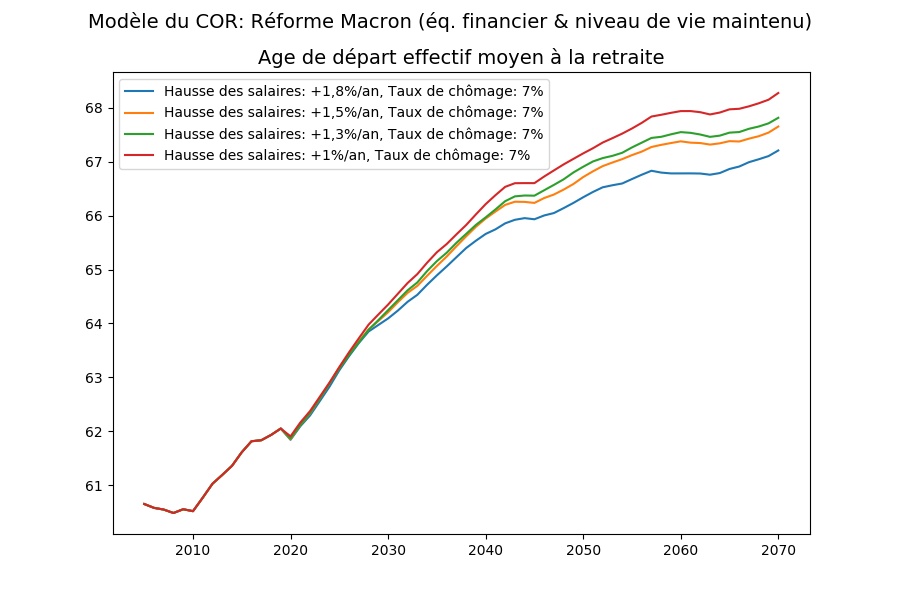 Modèle du COR: Réforme Macron (éq. financier & niveau de vie maintenu)
Age de départ effectif moyen à la retraite
Hausse des salaires: +1,8%/an, Taux de chômage: 7%
Hausse des salaires: +1,5%/an, Taux de chômage: 7%
Hausse des salaires: +1,3%/an, Taux de chômage: 7%
Hausse des salaires: +1%/an, Taux de chômage: 7%
68
67
66
65
64
63
62
61
2010 2020 2030 2040 2050 2060 2070